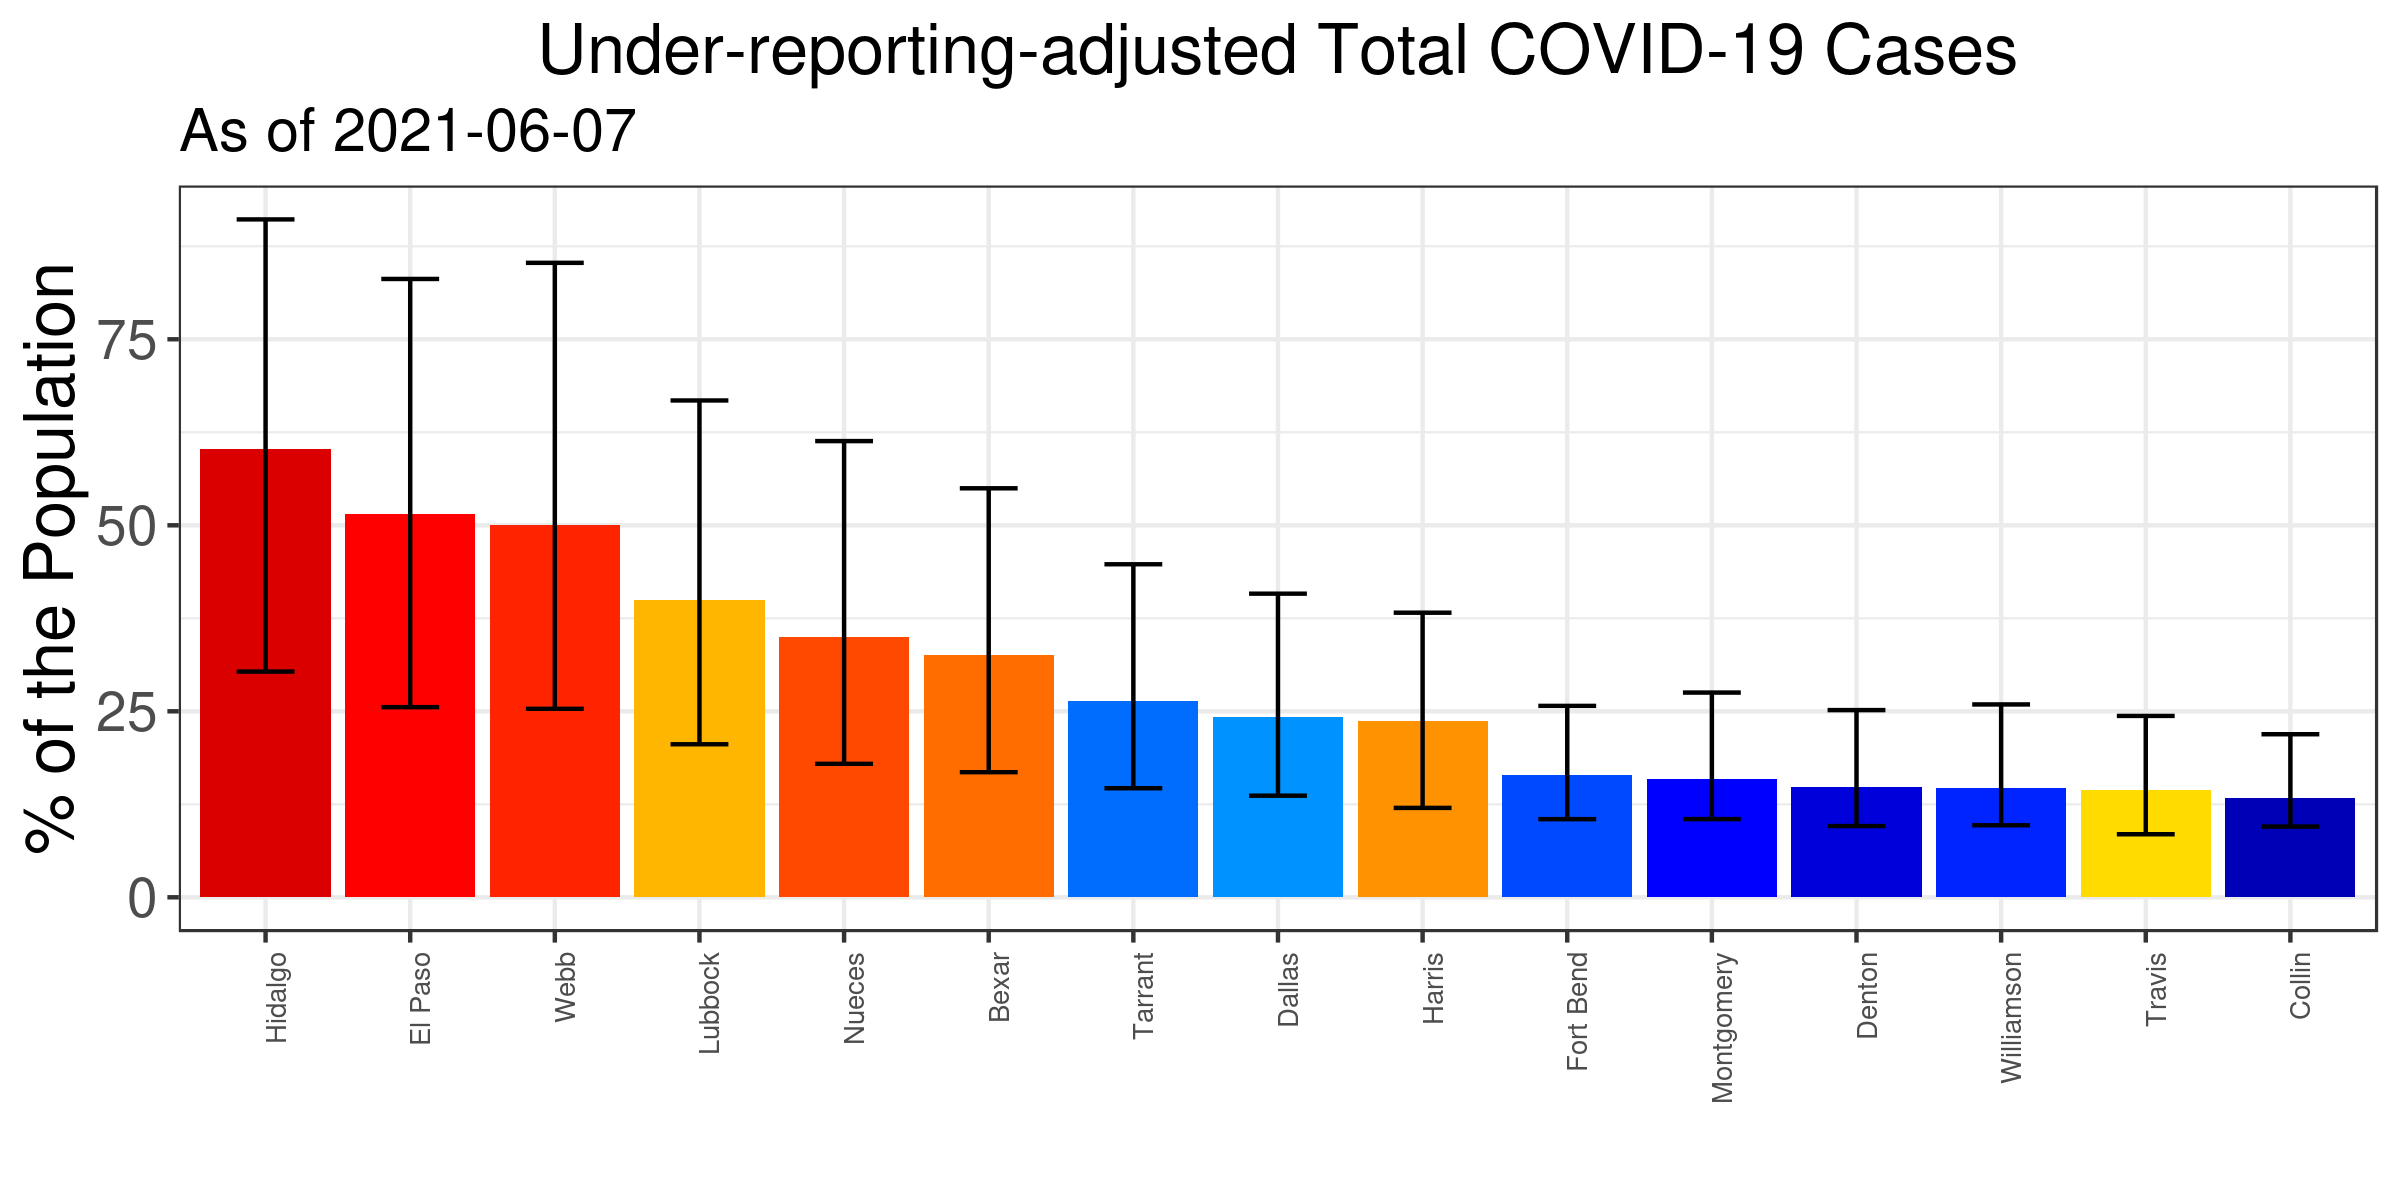 Under-reporting-adjusted Total COVID-19 Cases
As of 2021-06-07
% of the Population
75
50
25
0
Hidalgo
El Paso
Webb
Lubbock
Nueces
Bexar
Tarrant
Dallas
Harris
Fort Bend
Montgomery
Denton
Williamson
Travis
Collin